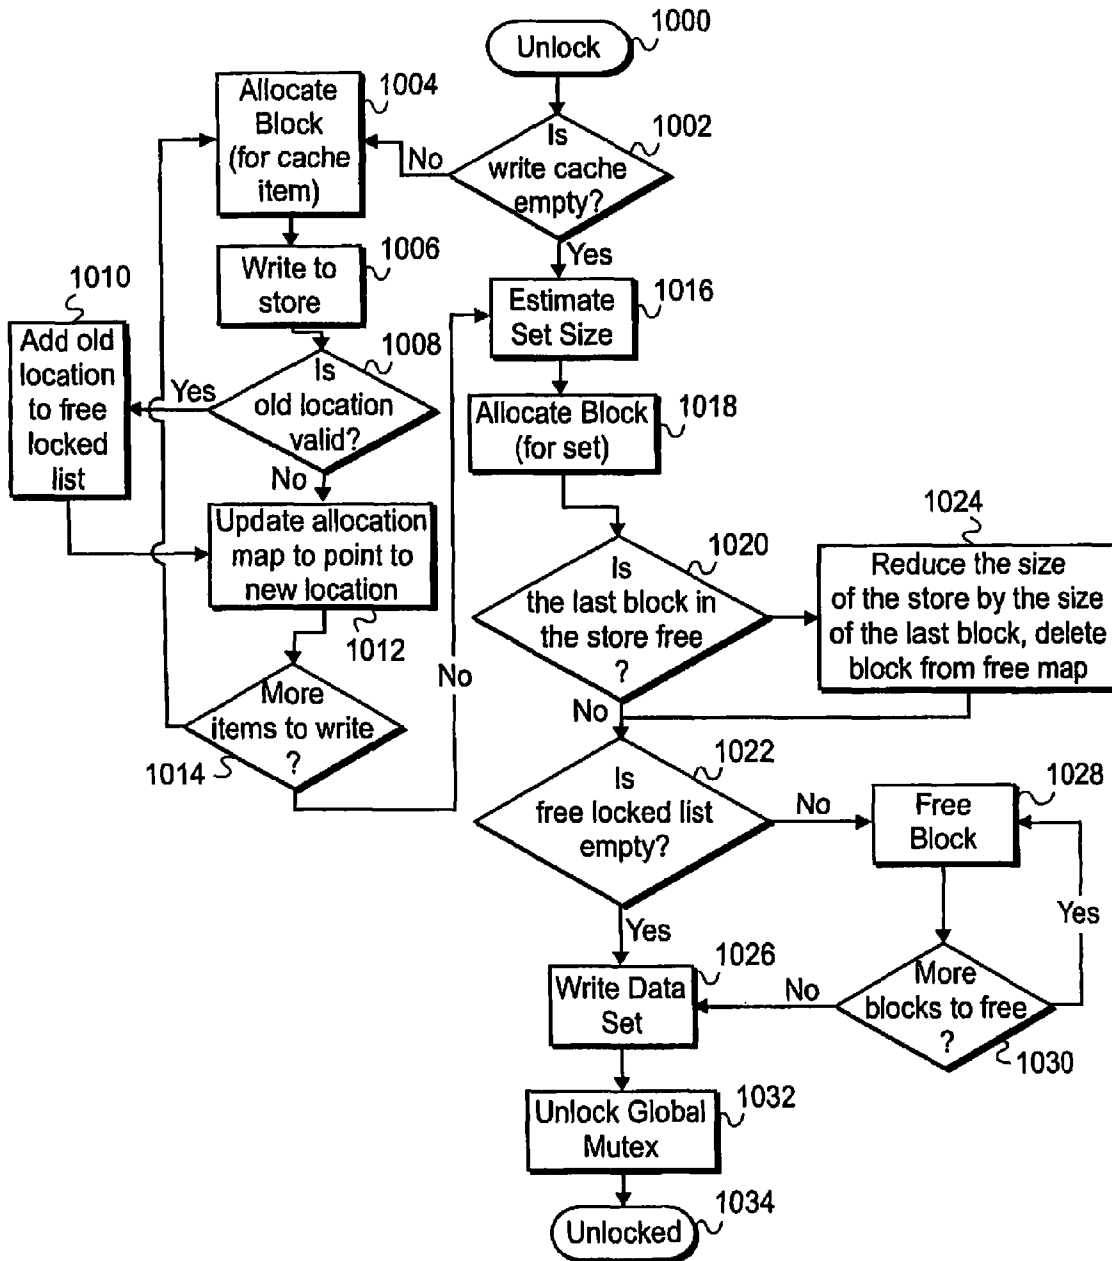 Unlock
1000
Is
write cache
empty?
1002
No
Yes
Allocate
Block
(for cache
item)
1004
Write to
store
1006
Is
old location
valid?
1008
Yes
No
1010
Add old
location
to free
locked
list
Update allocation
map to point to
new location
1012
More
items to write
?
1014
No
Estimate
Set Size
1016
Allocate Block
(for set)
1018
Is
the last block in
the store free
?
1020
No
1024
Reduce the size
of the store by the size
of the last block, delete
block from free map
Is
free locked list
empty?
1022
No
Yes
Free
Block
1028
Yes
More
blocks to free
?
1030
No
Write Data
Set
1026
Unlock Global
Mutex
1032
Unlocked
1034